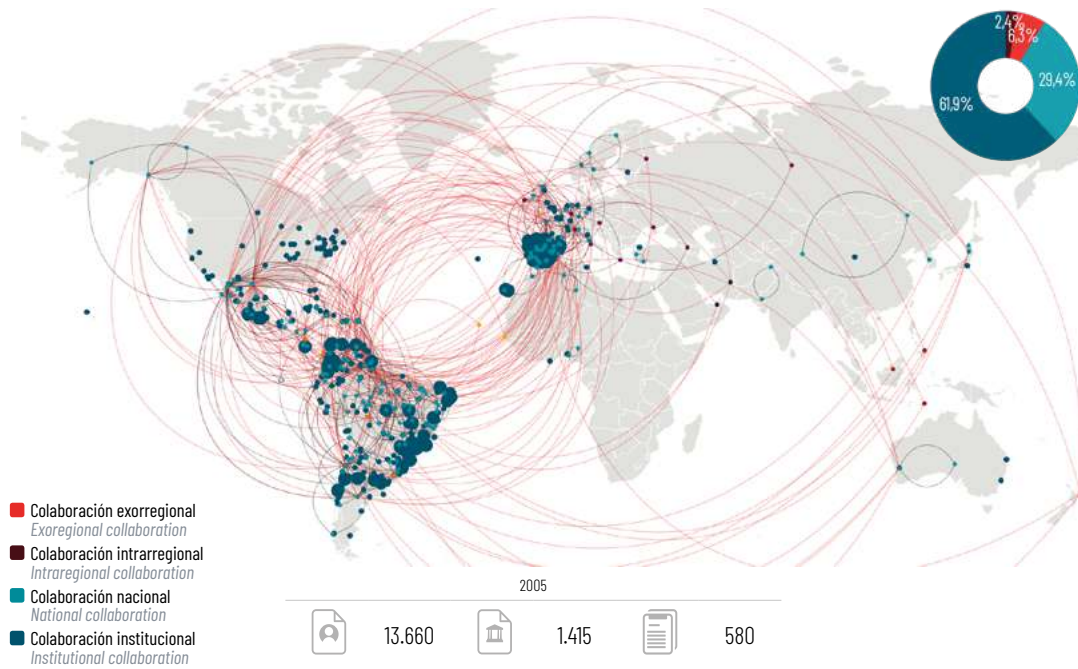 2,4%
6,3%
29,4%
61,9%
Colaboración exorregional
Exoregional collaboration
Colaboración intrarregional
Intraregional collaboration
Colaboración nacional
National collaboration
Colaboración institucional
Institutional collaboration
2005
13.660 1.415 580